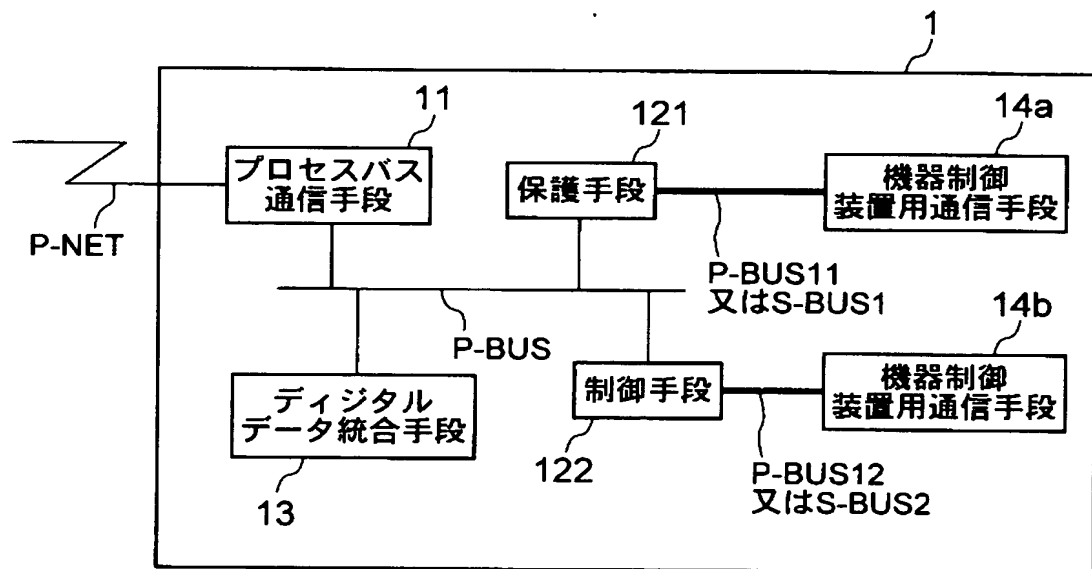 1
11
121
14a
プロセスバス
通信手段
保護手段
機器制御
装置用通信手段
P-NET
P-BUS11
又はS-BUS1
P-BUS
14b
ディジタル
データ統合手段
制御手段
機器制御
装置用通信手段
13
122
P-BUS12
又はS-BUS2